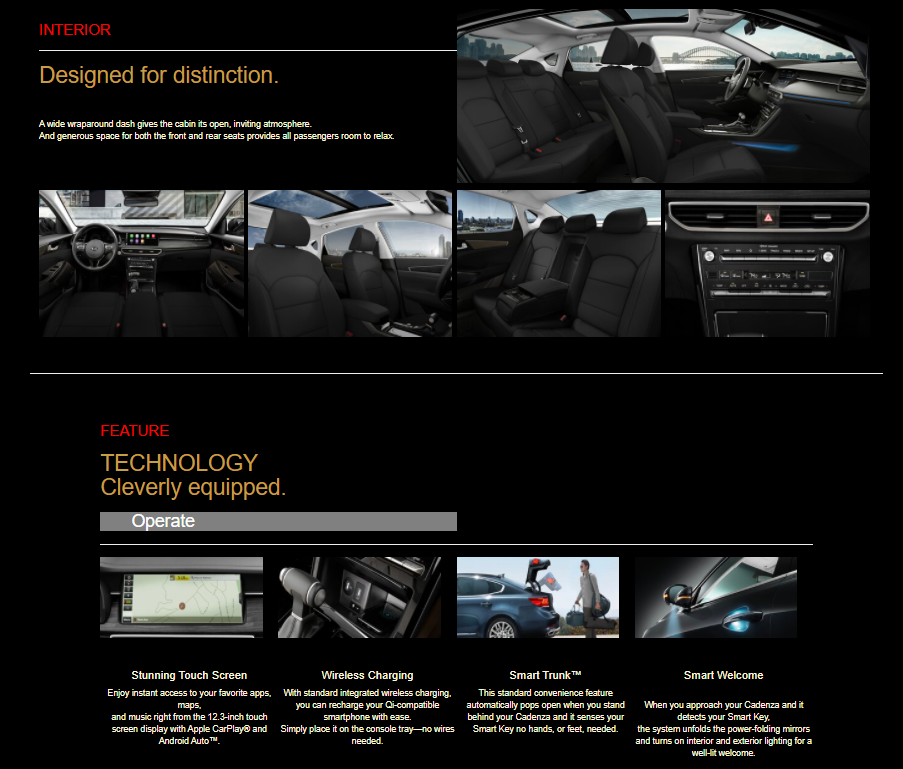 INTERIOR
Designed for distinction.
A wide wraparound dash gives the cabin its open, inviting atmosphere.
And generous space for both the front and rear seats provides all passengers room to relax.
FEATURE
TECHNOLOGY
Cleverly equipped.
Operate
Stunning Touch Screen
Enjoy instant access to your favorite apps,
maps,
and music right from the 12.3-inch touch
screen display with Apple CarPlay® and
Android Auto™.
Wireless Charging
With standard integrated wireless charging,
you can recharge your Qi-compatible
smartphone with ease.
Simply place it on the console tray—no wires
needed.
Smart Trunk™
This standard convenience feature
automatically pops open when you stand
behind your Cadenza and it senses your
Smart Key no hands, or feet, needed.
Smart Welcome
When you approach your Cadenza and it
detects your Smart Key,
the system unfolds the power-folding mirrors
and turns on interior and exterior lighting for a
well-lit welcome.